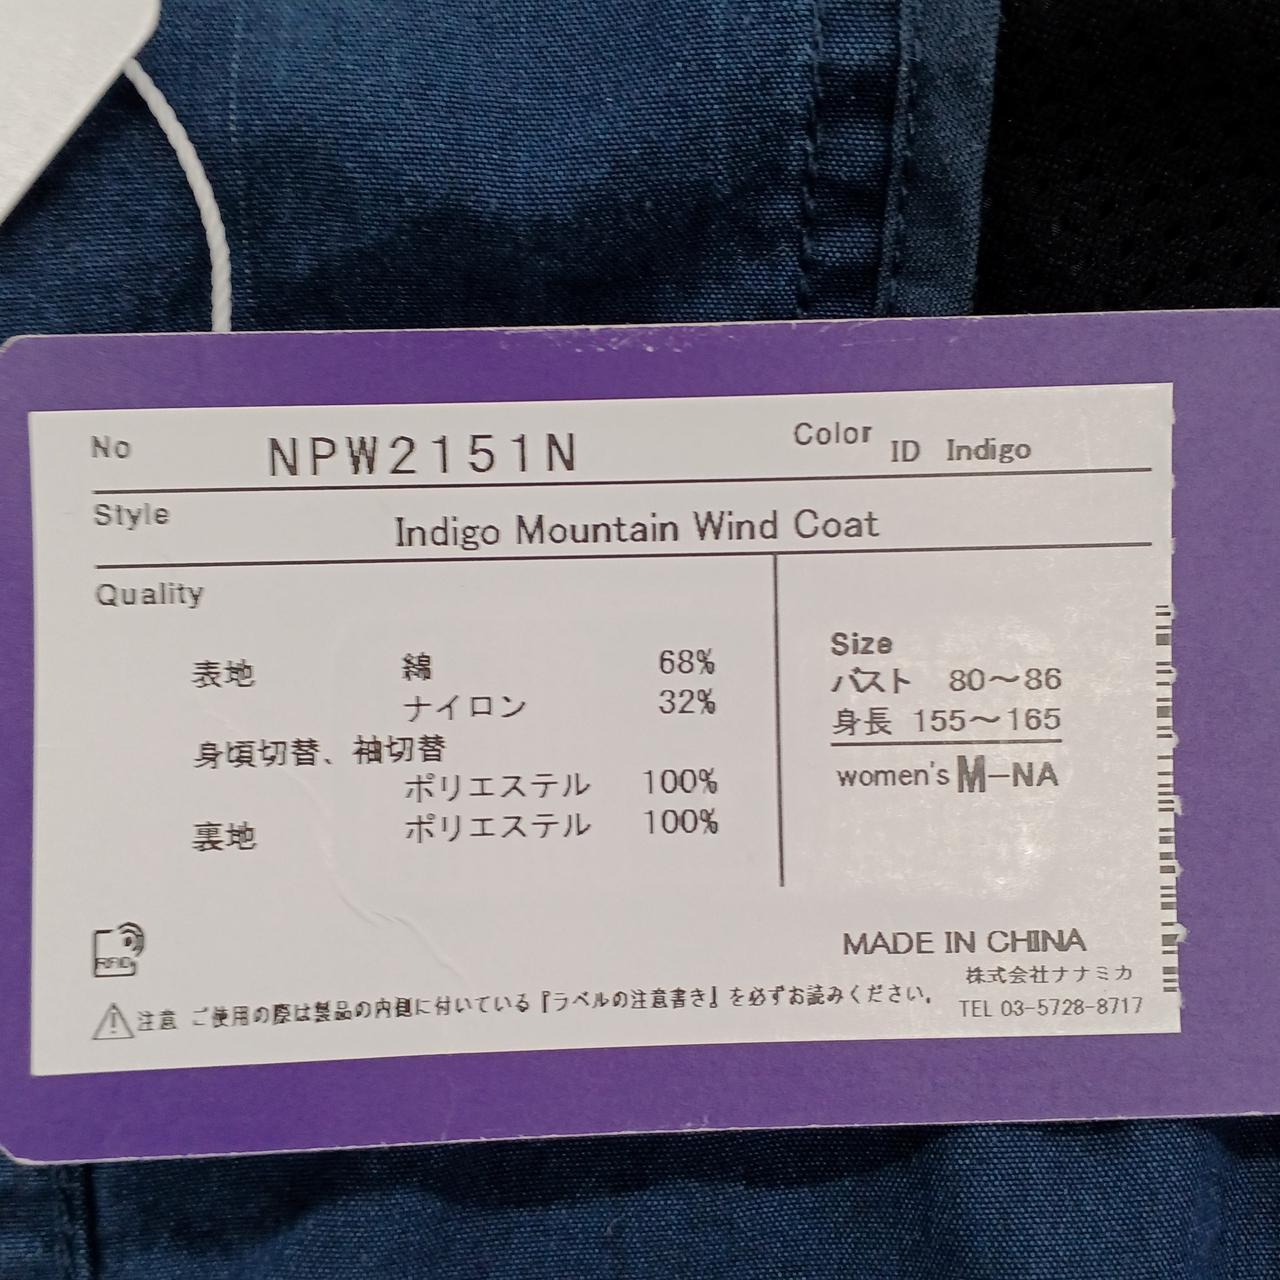 No NPW2151N Color ID Indigo
Style Indigo Mountain Wind Coat
Quality
表地 綿 68%
ナイロン 32%
身頃切替、袖切替
ポリエステル 100%
裏地 ポリエステル 100%
Size
バスト 80～86
身長 155～165
women's M-NA
RFID
MADE IN CHINA
株式会社ナナミカ
TEL 03-5728-8717
注意 ご使用の際は製品の内側に付いている『ラベルの注意書き』を必ずお読みください。